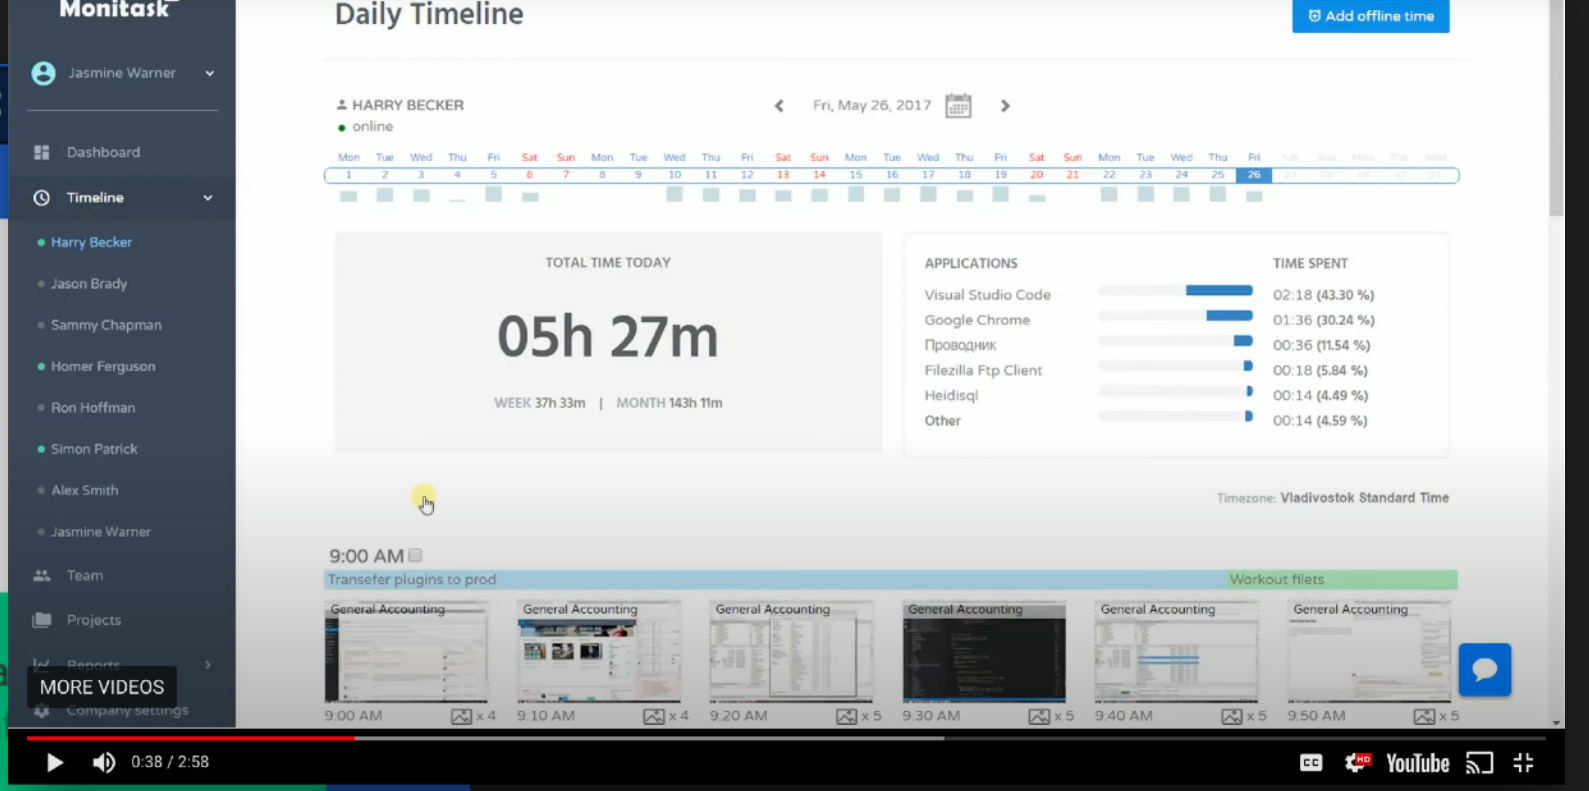 Monitask
Daily Timeline
Add offline time
Jasmine Warner
HARRY BECKER
online
Fri, May 26, 2017
Mon Tue Wed Thu Fri Sat Sun Mon Tue Wed Thu Fri Sat Sun Mon Tue Wed Thu Fri Sat Sun Mon Tue Wed Thu Fri Sat Sun Mon Tue Wed
1 2 3 4 5 6 7 8 9 10 11 12 13 14 15 16 17 18 19 20 21 22 23 24 25 26 27
Dashboard
Timeline
Harry Becker
Jason Brady
Sammy Chapman
Homer Ferguson
Ron Hoffman
Simon Patrick
Alex Smith
Jasmine Warner
Team
Projects
Reports
MORE VIDEOS
Company settings
TOTAL TIME TODAY
05h 27m
WEEK 37h 33m | MONTH 143h 11m
APPLICATIONS TIME SPENT
Visual Studio Code 02:18 (43.30 %)
Google Chrome 01:36 (30.24 %)
Проводник 00:36 (11.54 %)
Filezilla Ftp Client 00:18 (5.84 %)
Heidisql 00:14 (4.49 %)
Other 00:14 (4.59 %)
Timezone: Vladivostok Standard Time
9:00 AM
Transefer plugins to prod Workout filets
General Accounting General Accounting General Accounting General Accounting General Accounting General Accounting
9:00 AM x 4 9:10 AM x 4 9:20 AM x 5 9:30 AM x 5 9:40 AM x 5 9:50 AM x 5
0:38 / 2:58
CC HD YouTube